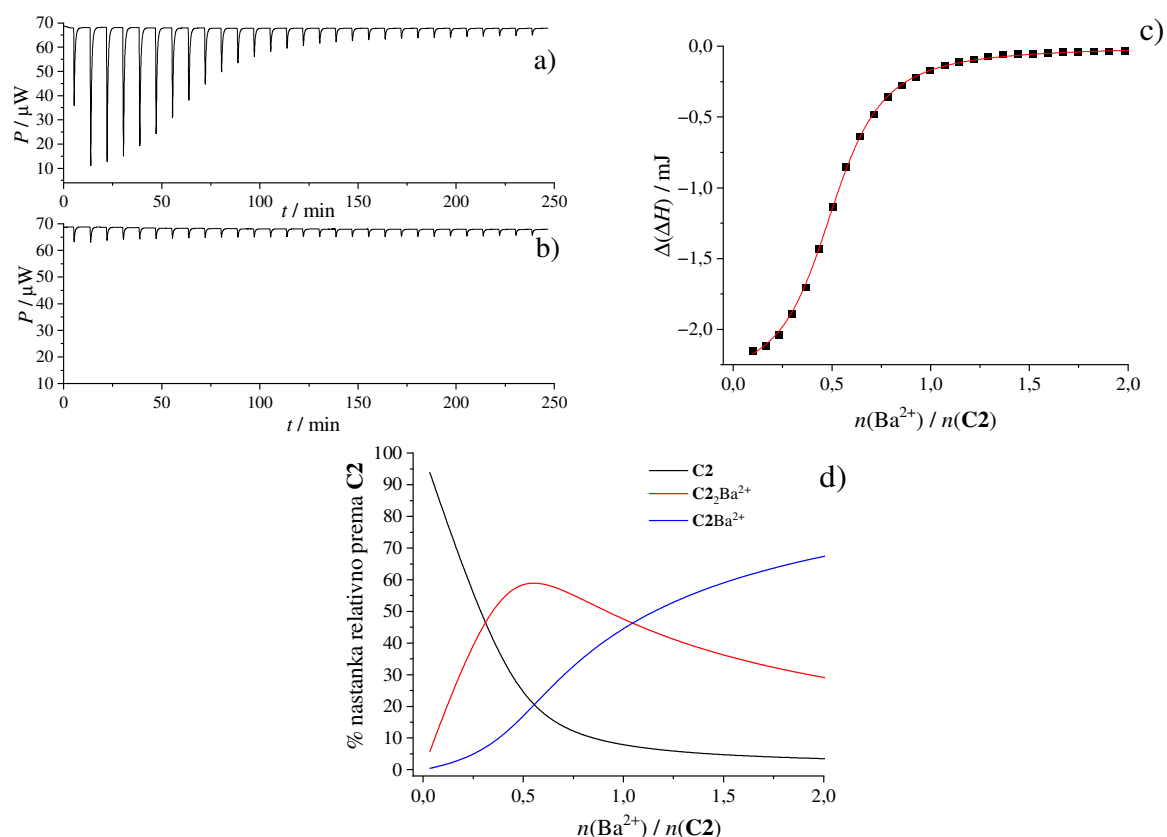 70
60
50
40
30
20
10
P / μW
0 50 100 150 200 250
t / min
a)
70
60
50
40
30
20
10
P / μW
0 50 100 150 200 250
t / min
b)
c)
0,0
−0,5
−1,0
−1,5
−2,0
Δ(ΔH) / mJ
0,0 0,5 1,0 1,5 2,0
n(Ba²⁺) / n(C2)
100
90
80
70
60
50
40
30
20
10
0
% nastanka relativno prema C2
C2
C2₂Ba²⁺
C2Ba²⁺
d)
0,0 0,5 1,0 1,5 2,0
n(Ba²⁺) / n(C2)